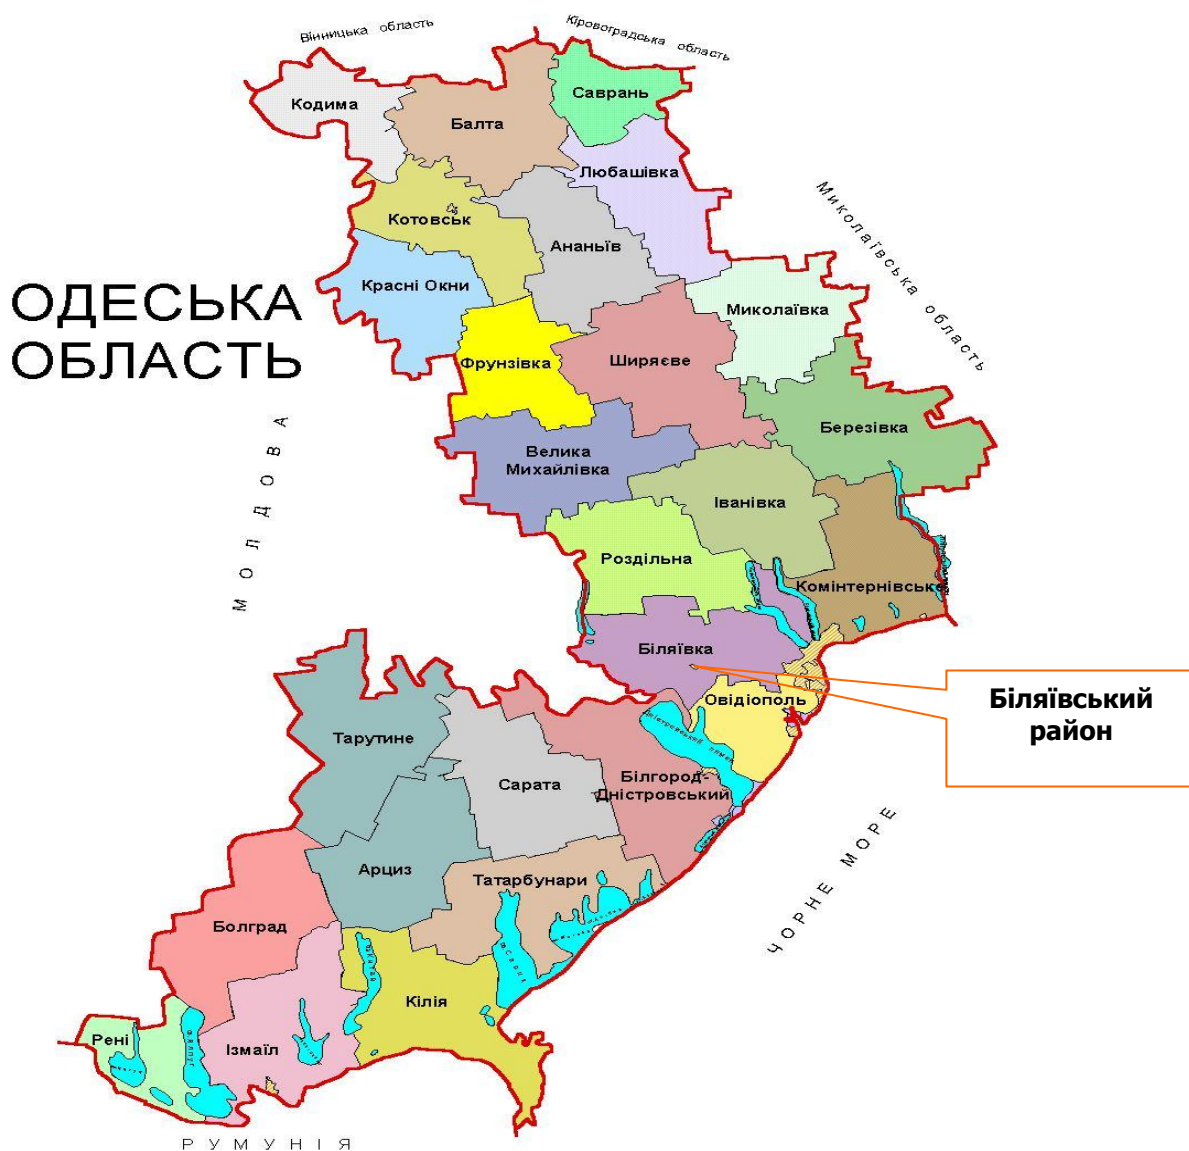 Вінницька область
Кіровоградська область
Кодима
Балта
Саврань
Любашівка
Миколаївська область
Котовськ
Ананьїв
ОДЕСЬКА
ОБЛАСТЬ
Красні Окни
Миколаївка
Фрунзівка
Ширяєве
МОЛДОВА
Березівка
Велика
Михайлівка
Іванівка
Роздільна
Комінтернівське
Біляївка
Біляївський
район
Овідіополь
Тарутине
Сарата
Білгород-
Дністровський
ЧОРНЕ МОРЕ
Арциз
Татарбунари
Болград
Кілія
Рені
Ізмаїл
РУМУНІЯ